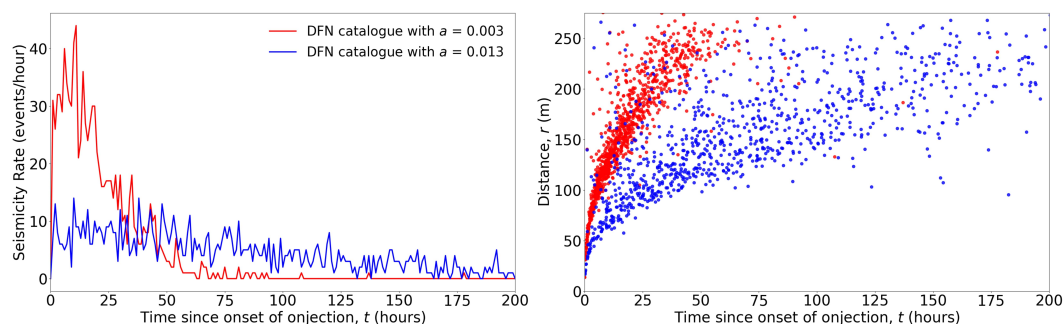 DFN catalogue with a = 0.003
DFN catalogue with a = 0.013
Seismicity Rate (events/hour)
40
30
20
10
0
0 25 50 75 100 125 150 175 200
Time since onset of onjection, t (hours)
Distance, r (m)
250
200
150
100
50
0
0 25 50 75 100 125 150 175 200
Time since onset of onjection, t (hours)